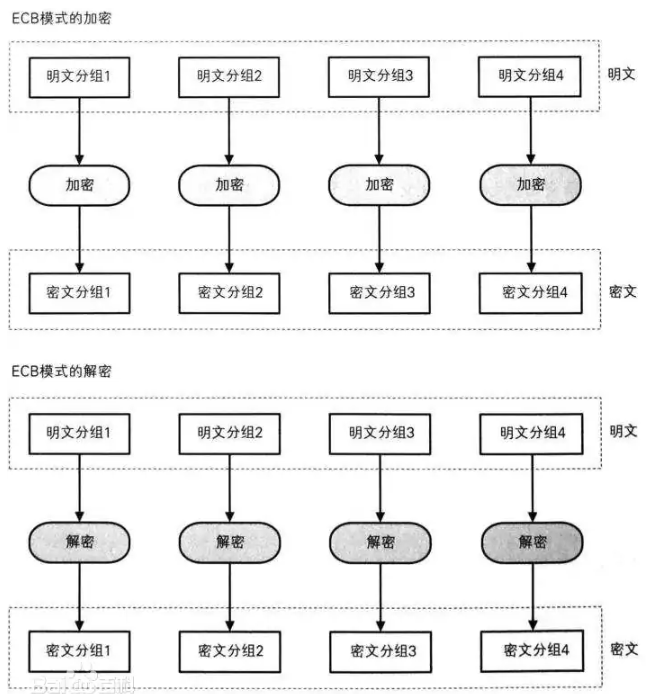 ECB模式的加密
明文分组1 明文分组2 明文分组3 明文分组4 明文
加密 加密 加密 加密
密文分组1 密文分组2 密文分组3 密文分组4 密文
ECB模式的解密
明文分组1 明文分组2 明文分组3 明文分组4 明文
解密 解密 解密 解密
密文分组1 密文分组2 密文分组3 密文分组4 密文
Bai 百科